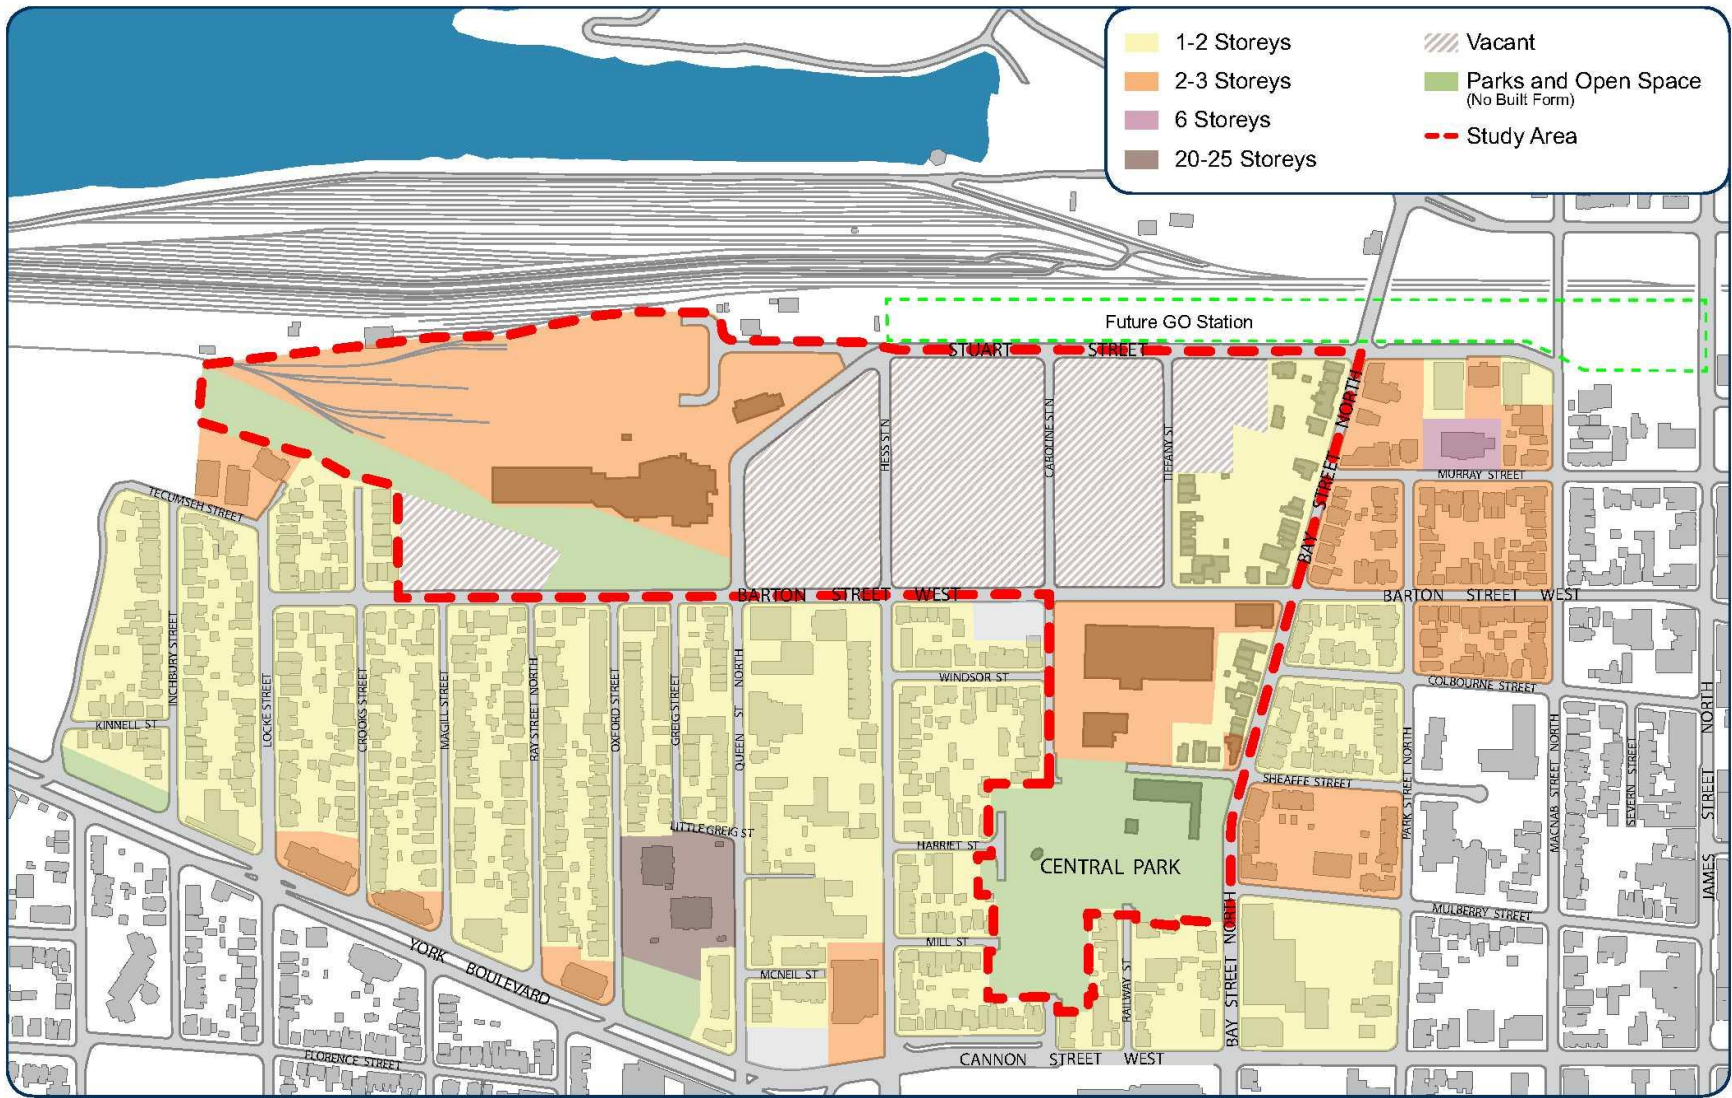 1-2 Storeys
2-3 Storeys
6 Storeys
20-25 Storeys
Vacant
Parks and Open Space
(No Built Form)
Study Area
Future GO Station
STUART STREET
HESS ST N
CAROLINE ST N
TIFFANY ST
BAY STREET NORTH
MURRAY STREET
TECUMSEH STREET
BARTON STREET WEST
BARTON STREET WEST
INCHBURY STREET
LOCKE STREET
CROOKS STREET
MAGILL STREET
RAY STREET NORTH
OXFORD STREET
GREIG STREET
QUEEN ST NORTH
WINDSOR ST
COLBOURNE STREET
KINNELL ST
SHEAFFE STREET
PARK STREET NORTH
MACNAB STREET NORTH
SEVERN STREET
JAMES STREET NORTH
LITTLE GREIG ST
HARRIET ST
CENTRAL PARK
MULBERRY STREET
MILL ST
MCNEIL ST
YORK BOULEVARD
RAILWAY ST
BAY STREET NORTH
FLORENCE STREET
CANNON STREET WEST